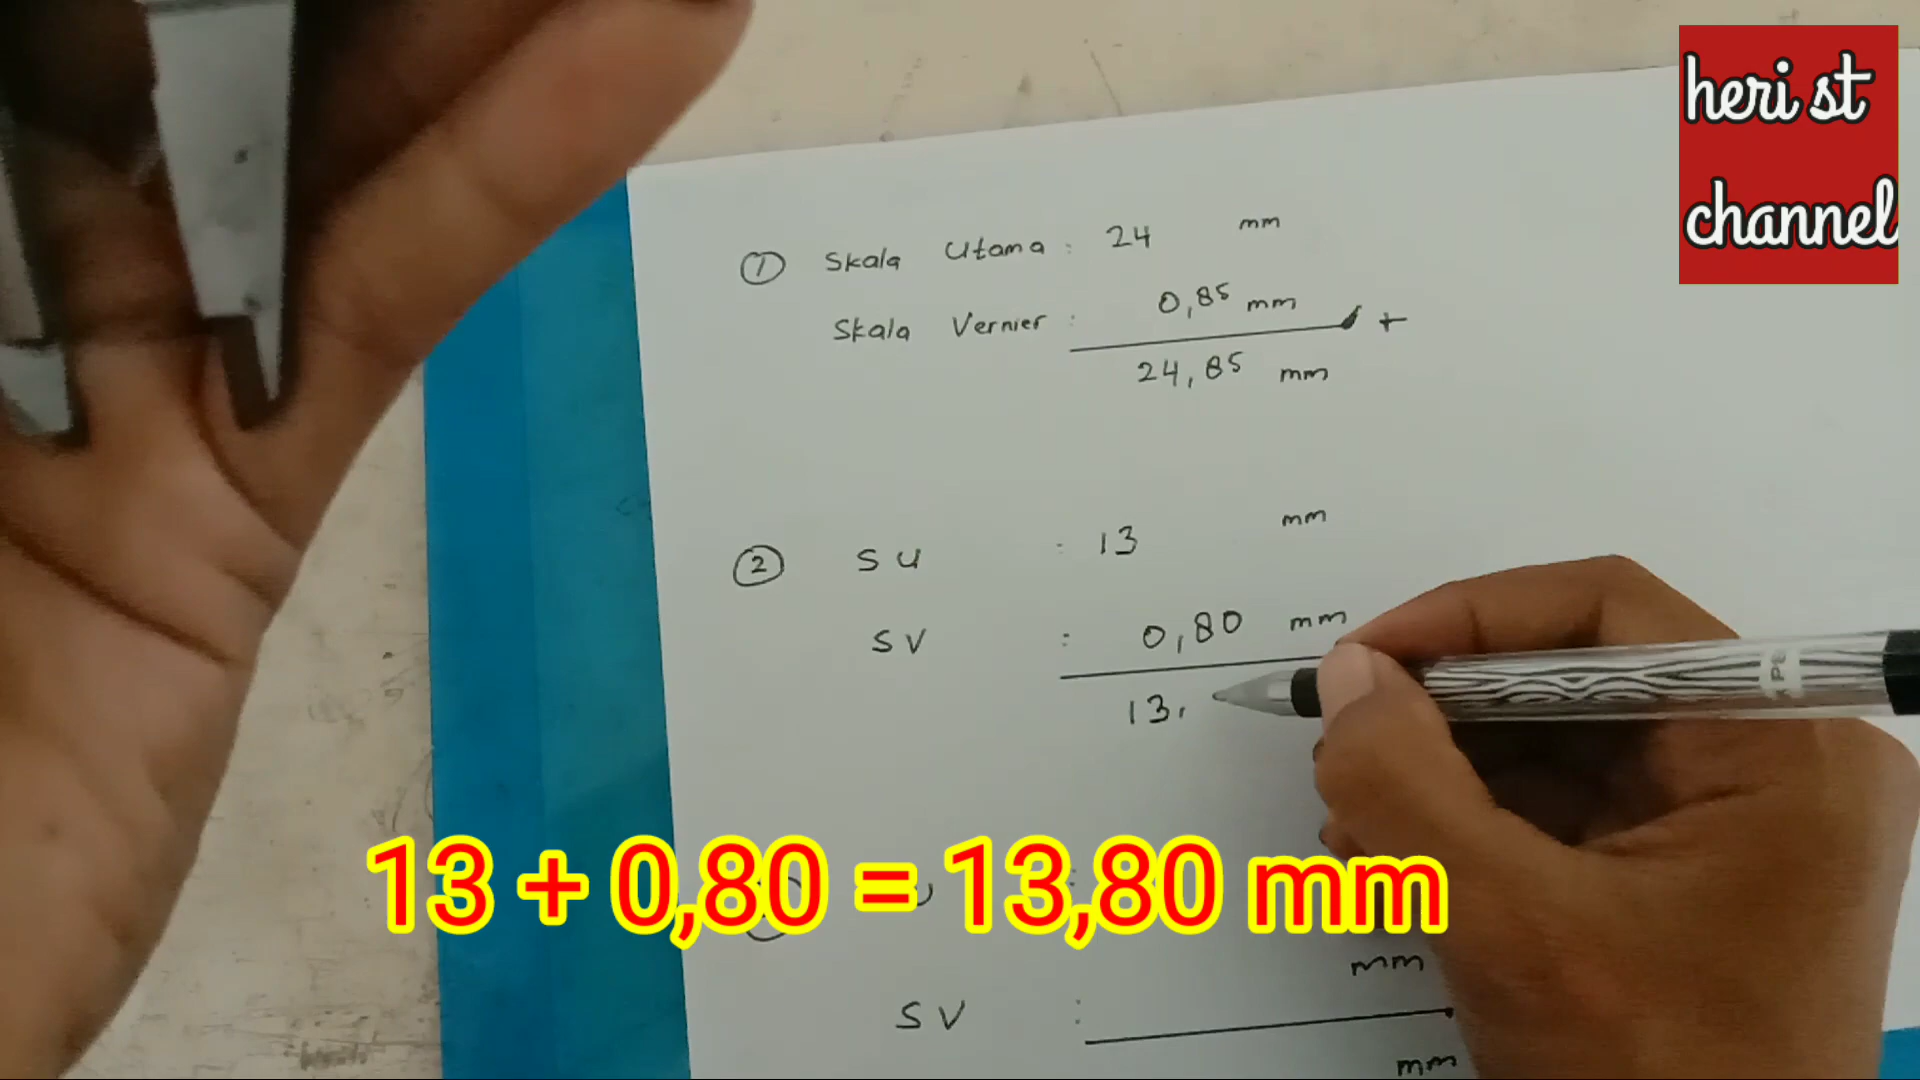 heri st
channel
① Skala Utama : 24 mm
Skala Vernier : 0,85 mm +
24,85 mm
② SU : 13 mm
SV : 0,80 mm
13,
13 + 0,80 = 13,80 mm
mm
SV :
mm